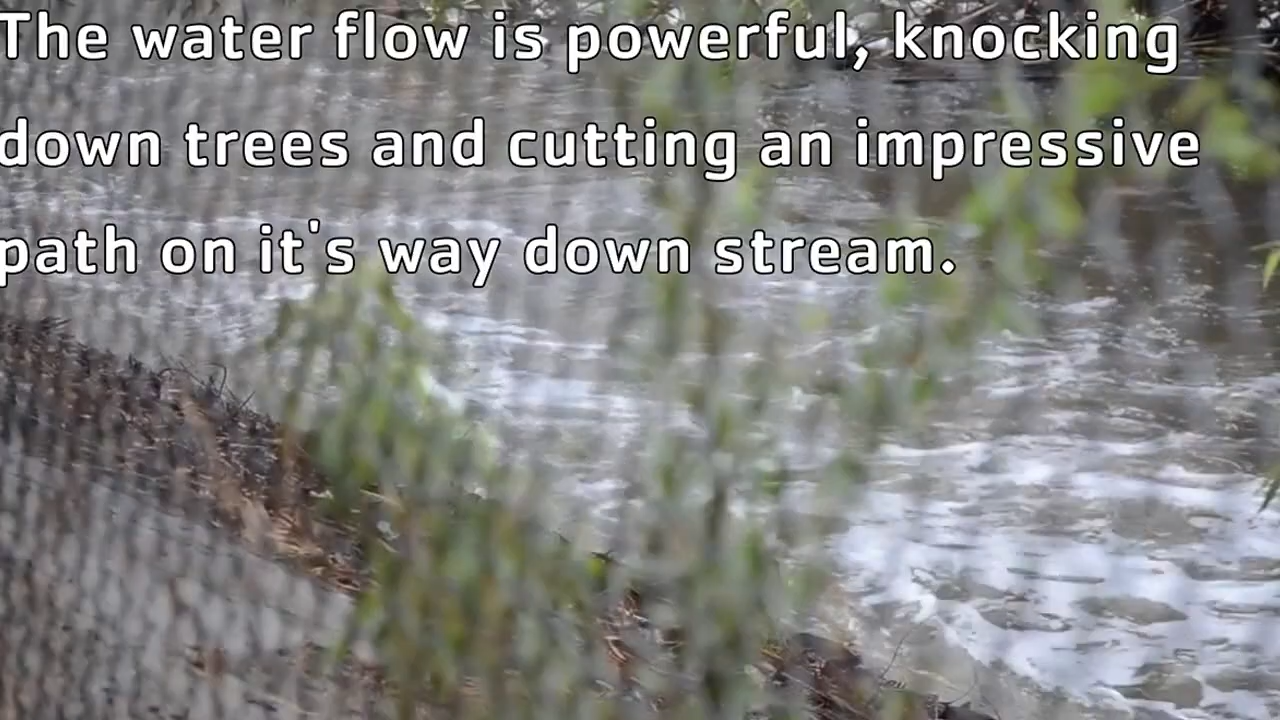 The water flow is powerful, knocking
down trees and cutting an impressive
path on it's way down stream.